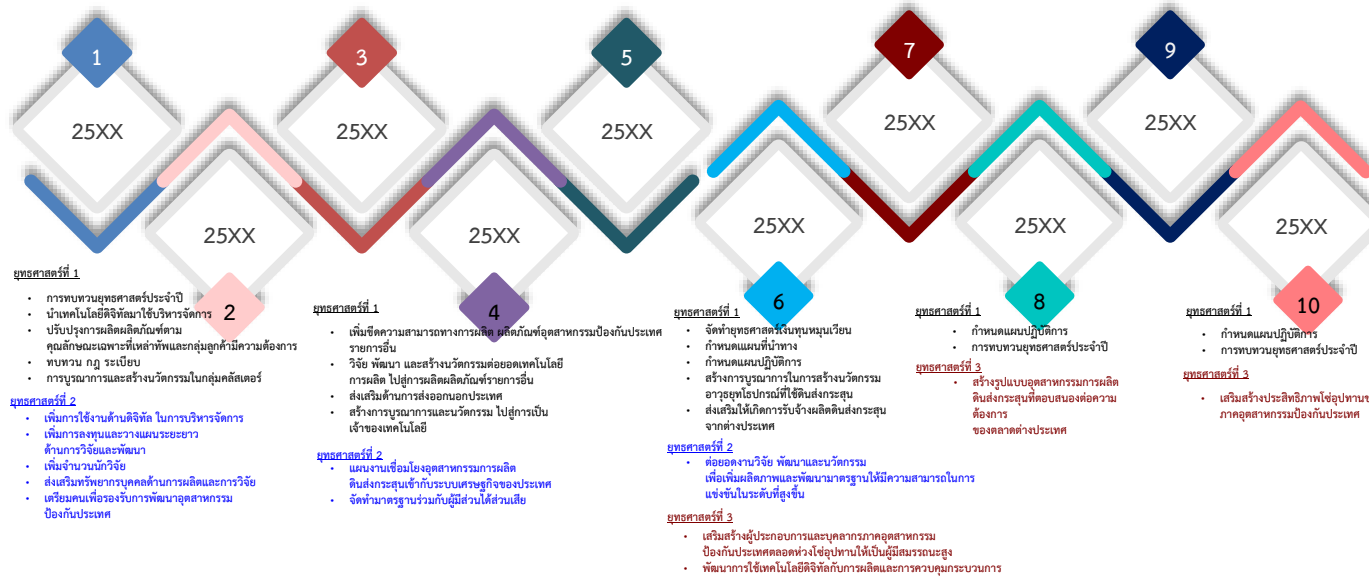 1
3
5
7
9
25XX
25XX
25XX
25XX
25XX
25XX
25XX
25XX
25XX
25XX
2
4
6
8
10
ยุทธศาสตร์ที่ 1
• การทบทวนยุทธศาสตร์ประจำปี
• นำเทคโนโลยีดิจิทัลมาใช้บริหารจัดการ
• ปรับปรุงการผลิตผลิตภัณฑ์ตาม
คุณลักษณะเฉพาะที่เหล่าทัพและกลุ่มลูกค้ามีความต้องการ
• ทบทวน กฎ ระเบียบ
• การบูรณาการและสร้างนวัตกรรมในกลุ่มคลัสเตอร์
ยุทธศาสตร์ที่ 2
• เพิ่มการใช้งานด้านดิจิทัล ในการบริหารจัดการ
• เพิ่มการลงทุนและวางแผนระยะยาว
ด้านการวิจัยและพัฒนา
• เพิ่มจำนวนนักวิจัย
• ส่งเสริมทรัพยากรบุคคลด้านการผลิตและการวิจัย
• เตรียมคนเพื่อรองรับการพัฒนาอุตสาหกรรม
ป้องกันประเทศ
ยุทธศาสตร์ที่ 1
• เพิ่มขีดความสามารถทางการผลิต ผลิตภัณฑ์อุตสาหกรรมป้องกันประเทศ
รายการอื่น
• วิจัย พัฒนา และสร้างนวัตกรรมต่อยอดเทคโนโลยี
การผลิต ไปสู่การผลิตผลิตภัณฑ์รายการอื่น
• ส่งเสริมด้านการส่งออกนอกประเทศ
• สร้างการบูรณาการและนวัตกรรม ไปสู่การเป็น
เจ้าของเทคโนโลยี
ยุทธศาสตร์ที่ 2
• แผนงานเชื่อมโยงอุตสาหกรรมการผลิต
ดินส่งกระสุนเข้ากับระบบเศรษฐกิจของประเทศ
• จัดทำมาตรฐานร่วมกับผู้มีส่วนได้ส่วนเสีย
ยุทธศาสตร์ที่ 1
• จัดทำยุทธศาสตร์เงินทุนหมุนเวียน
• กำหนดแผนที่นำทาง
• กำหนดแผนปฏิบัติการ
• สร้างการบูรณาการในการสร้างนวัตกรรม
อาวุธยุทโธปกรณ์ที่ใช้ดินส่งกระสุน
• ส่งเสริมให้เกิดการรับจ้างผลิตดินส่งกระสุน
จากต่างประเทศ
ยุทธศาสตร์ที่ 2
• ต่อยอดงานวิจัย พัฒนาและนวัตกรรม
เพื่อเพิ่มผลิตภาพและพัฒนามาตรฐานให้มีความสามารถในการ
แข่งขันในระดับที่สูงขึ้น
ยุทธศาสตร์ที่ 3
• เสริมสร้างผู้ประกอบการและบุคลากรภาคอุตสาหกรรม
ป้องกันประเทศตลอดห่วงโซ่อุปทานให้เป็นผู้มีสมรรถนะสูง
• พัฒนาการใช้เทคโนโลยีดิจิทัลกับการผลิตและการควบคุมกระบวนการ
ยุทธศาสตร์ที่ 1
• กำหนดแผนปฏิบัติการ
• การทบทวนยุทธศาสตร์ประจำปี
ยุทธศาสตร์ที่ 3
• สร้างรูปแบบอุตสาหกรรมการผลิต
ดินส่งกระสุนที่ตอบสนองต่อความ
ต้องการ
ของตลาดต่างประเทศ
ยุทธศาสตร์ที่ 1
• กำหนดแผนปฏิบัติการ
• การทบทวนยุทธศาสตร์ประจำปี
ยุทธศาสตร์ที่ 3
• เสริมสร้างประสิทธิภาพโซ่อุปทาน
ภาคอุตสาหกรรมป้องกันประเทศ